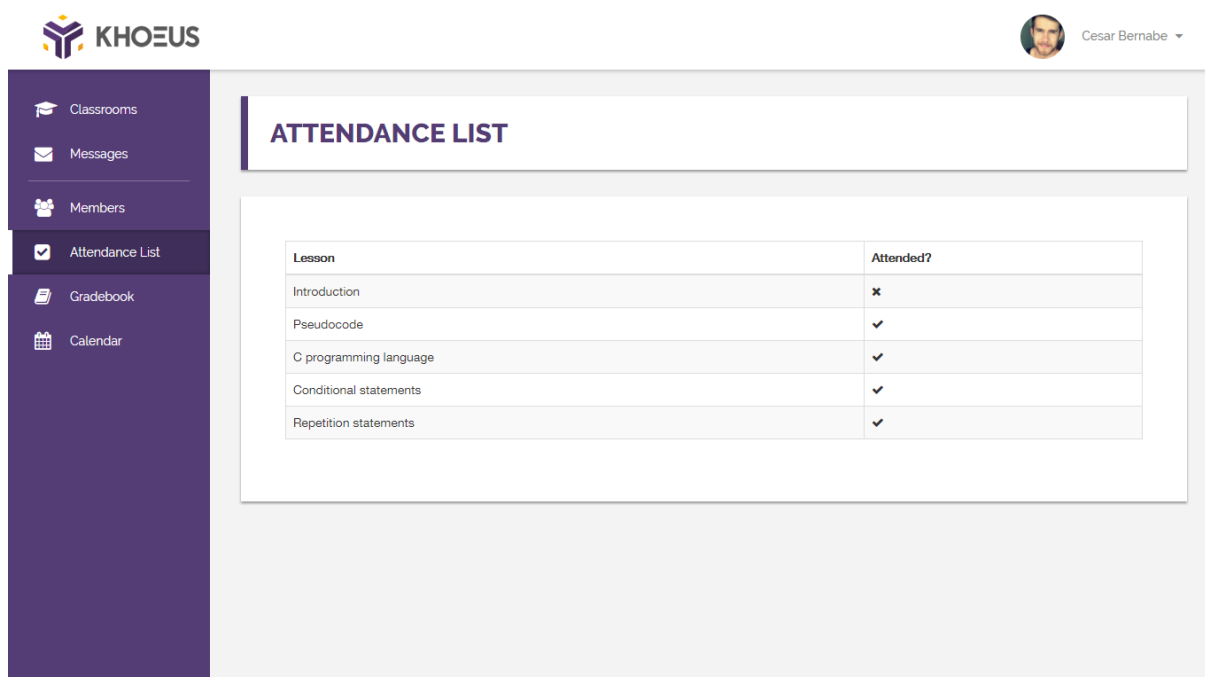 KHOEUS
Cesar Bernabe
Classrooms
Messages
Members
Attendance List
Gradebook
Calendar
ATTENDANCE LIST
Lesson Attended?
Introduction
Pseudocode
C programming language
Conditional statements
Repetition statements